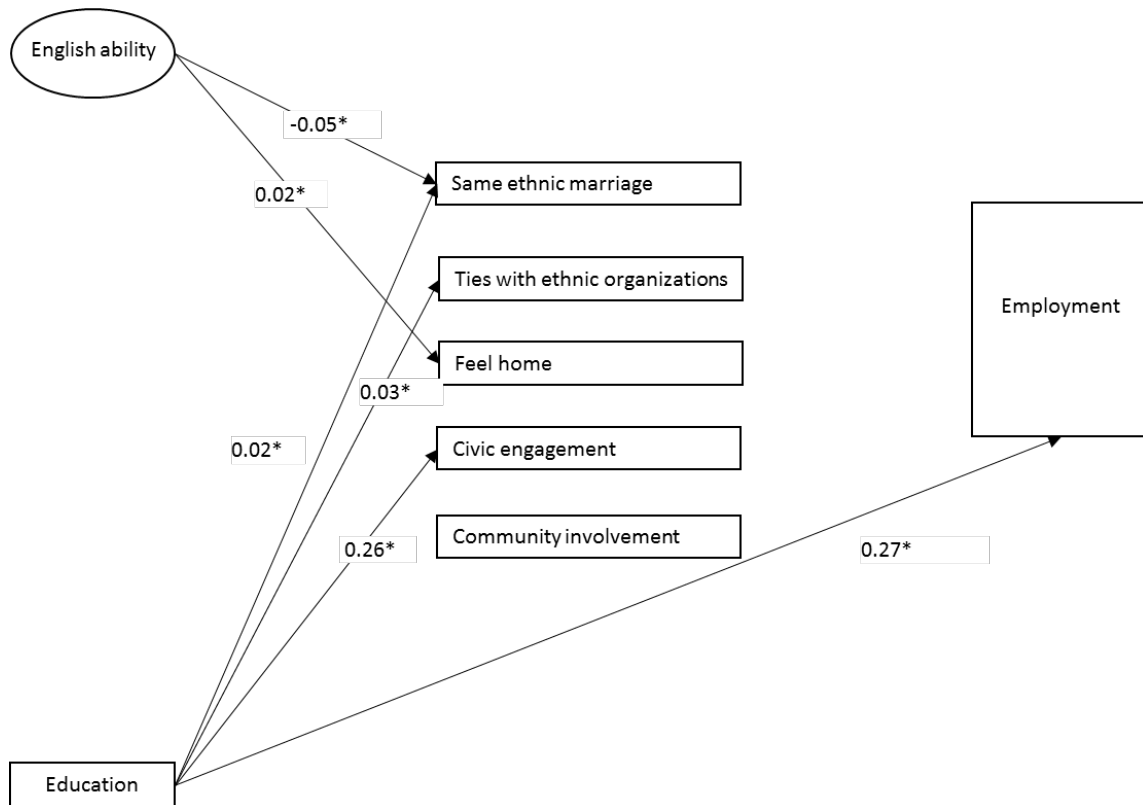 English ability
-0.05*
Same ethnic marriage
0.02*
Ties with ethnic organizations
Employment
Feel home
0.03*
0.02*
Civic engagement
Community involvement
0.26*
0.27*
Education